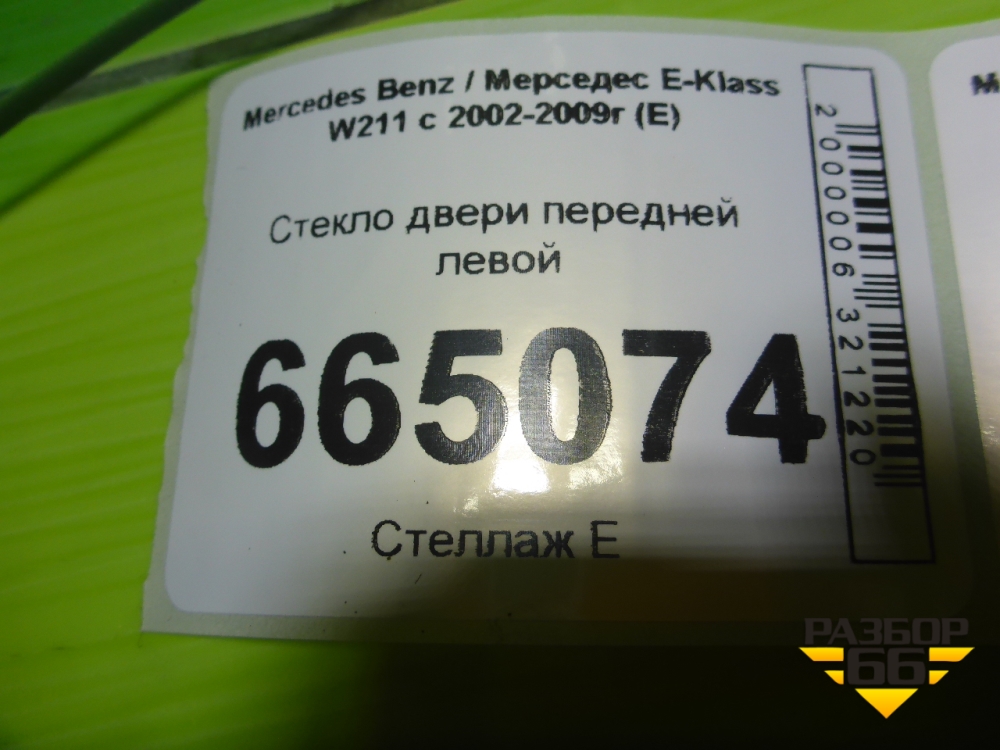 Mercedes Benz / Мерседес E-Klass
W211 с 2002-2009г (E)
Стекло двери передней
левой
665074
Стеллаж Е
2000006321220
М
РАЗБОР
66